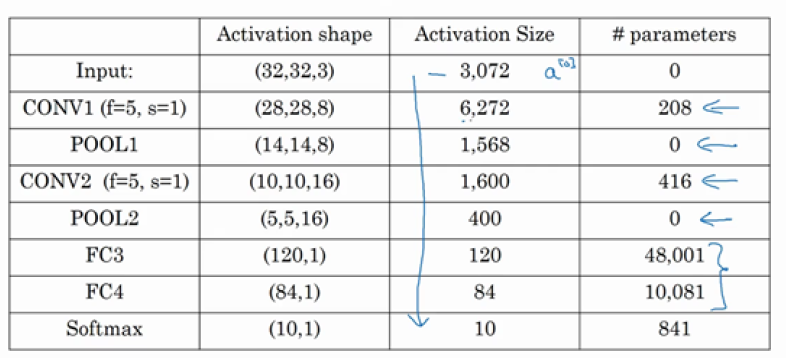 Activation shape Activation Size # parameters
Input: (32,32,3) — 3,072 a^[0] 0
CONV1 (f=5, s=1) (28,28,8) 6,272 208 ←
POOL1 (14,14,8) 1,568 0 ←
CONV2 (f=5, s=1) (10,10,16) 1,600 416 ←
POOL2 (5,5,16) 400 0 ←
FC3 (120,1) 120 48,001 }
FC4 (84,1) 84 10,081
Softmax (10,1) 10 841